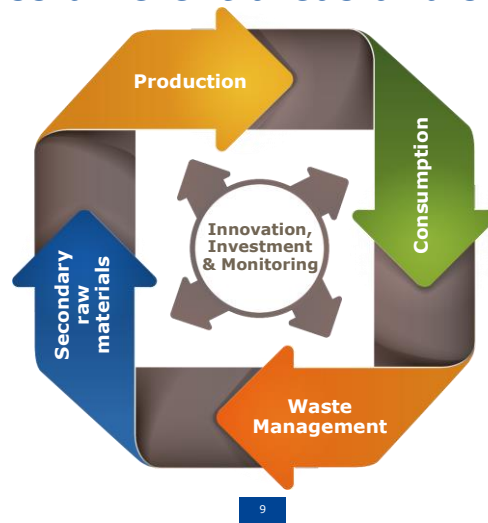 Production
Consumption
Innovation,
Investment
& Monitoring
Secondary
raw
materials
Waste
Management
9